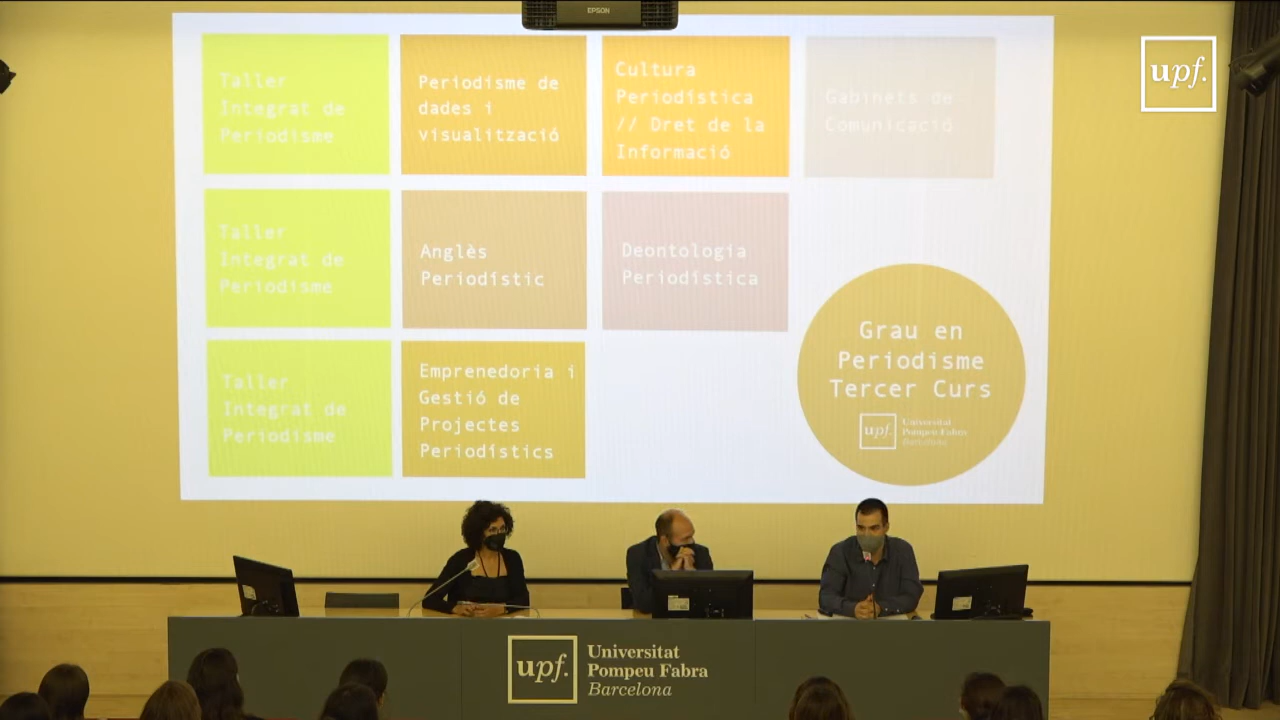 EPSON
upf.
Taller
Integrat de
Periodisme
Periodisme de
dades i
visualització
Cultura
Periodística
// Dret de la
Informació
Gabinets de
Comunicació
Taller
Integrat de
Periodisme
Anglès
Periodístic
Deontologia
Periodística
Taller
Integrat de
Periodisme
Emprenedoria i
Gestió de
Projectes
Periodístics
Grau en
Periodisme
Tercer Curs
upf.
Universitat
Pompeu Fabra
Barcelona
upf.
Universitat
Pompeu Fabra
Barcelona